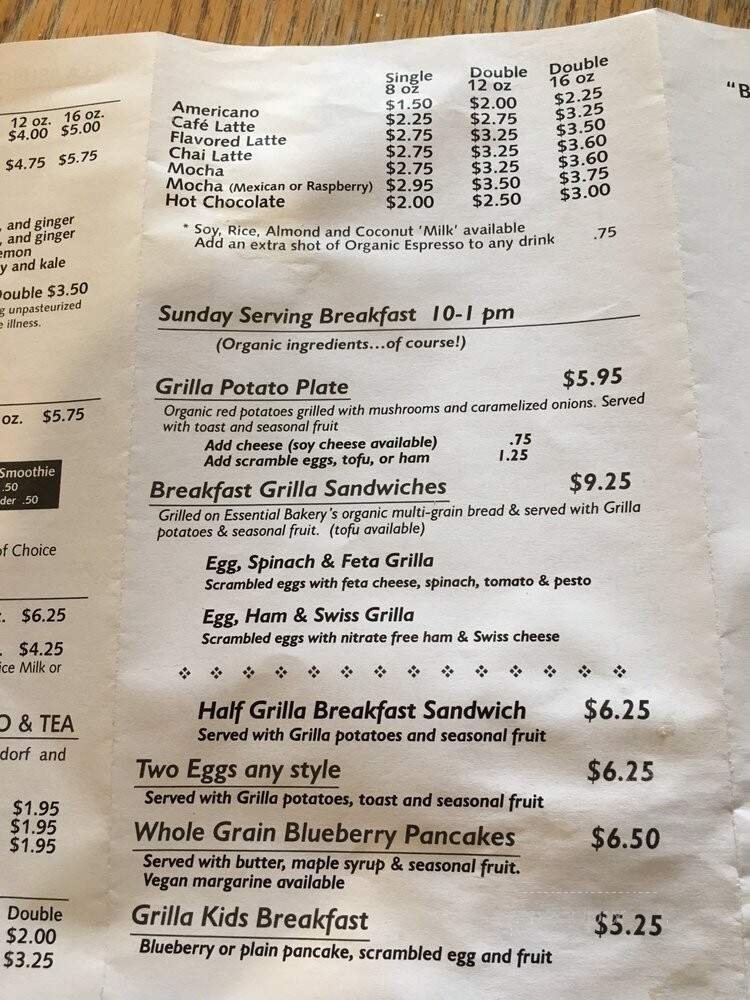 12 oz. 16 oz.
$4.00 $5.00
$4.75 $5.75
, and ginger
, and ginger
emon
y and kale
ouble $3.50
g unpasteurized
e illness.
oz. $5.75
Smoothie
.50
der .50
of Choice
. $6.25
. $4.25
ice Milk or
O & TEA
dorf and
$1.95
$1.95
$1.95
Double
$2.00
$3.25
Single Double Double
8 oz 12 oz 16 oz
Americano $1.50 $2.00 $2.25
Café Latte $2.25 $2.75 $3.25
Flavored Latte $2.75 $3.25 $3.50
Chai Latte $2.75 $3.25 $3.60
Mocha $2.75 $3.25 $3.60
Mocha (Mexican or Raspberry) $2.95 $3.50 $3.75
Hot Chocolate $2.00 $2.50 $3.00
* Soy, Rice, Almond and Coconut 'Milk' available
Add an extra shot of Organic Espresso to any drink .75
Sunday Serving Breakfast 10-1 pm
(Organic ingredients...of course!)
Grilla Potato Plate $5.95
Organic red potatoes grilled with mushrooms and caramelized onions. Served
with toast and seasonal fruit
Add cheese (soy cheese available) .75
Add scramble eggs, tofu, or ham 1.25
Breakfast Grilla Sandwiches $9.25
Grilled on Essential Bakery's organic multi-grain bread & served with Grilla
potatoes & seasonal fruit. (tofu available)
Egg, Spinach & Feta Grilla
Scrambled eggs with feta cheese, spinach, tomato & pesto
Egg, Ham & Swiss Grilla
Scrambled eggs with nitrate free ham & Swiss cheese
Half Grilla Breakfast Sandwich $6.25
Served with Grilla potatoes and seasonal fruit
Two Eggs any style $6.25
Served with Grilla potatoes, toast and seasonal fruit
Whole Grain Blueberry Pancakes $6.50
Served with butter, maple syrup & seasonal fruit.
Vegan margarine available
Grilla Kids Breakfast $5.25
Blueberry or plain pancake, scrambled egg and fruit
"B